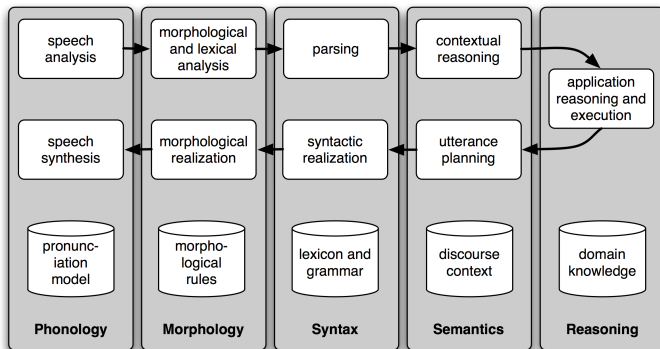 speech
analysis
morphological
and lexical
analysis
parsing
contextual
reasoning
application
reasoning and
execution
speech
synthesis
morphological
realization
syntactic
realization
utterance
planning
pronunc-
iation
model
morpho-
logical
rules
lexicon and
grammar
discourse
context
domain
knowledge
Phonology
Morphology
Syntax
Semantics
Reasoning